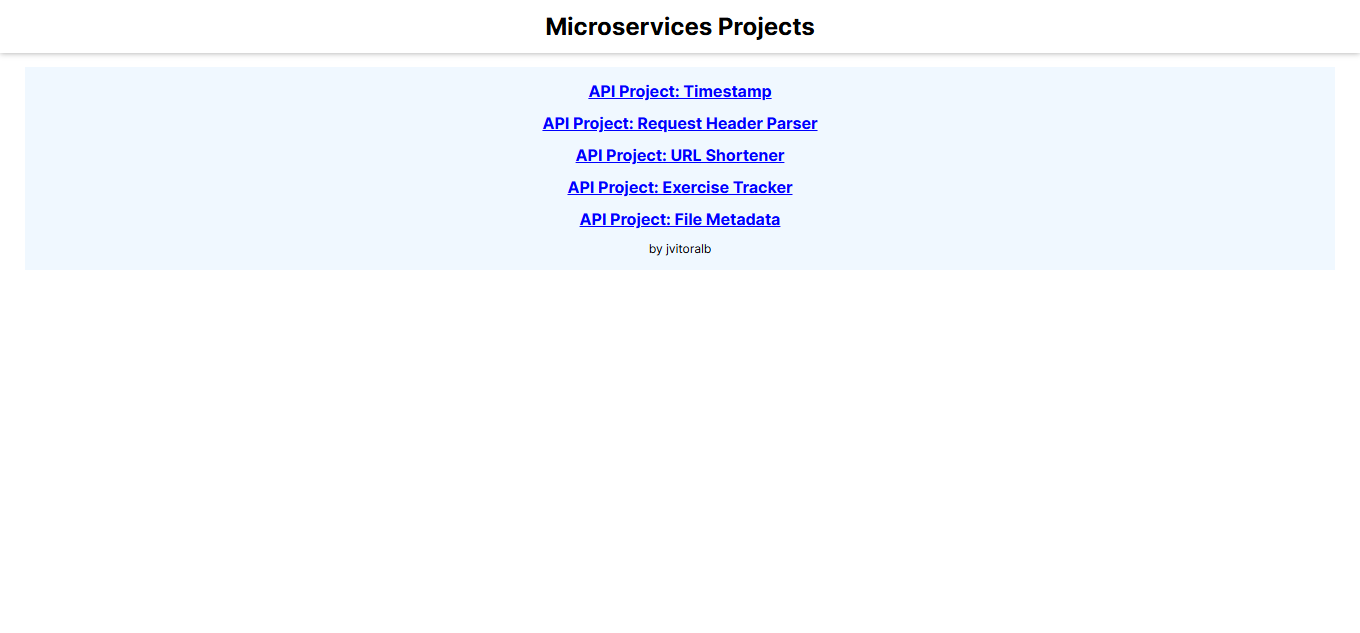 Microservices Projects
API Project: Timestamp
API Project: Request Header Parser
API Project: URL Shortener
API Project: Exercise Tracker
API Project: File Metadata
by jvitoralb